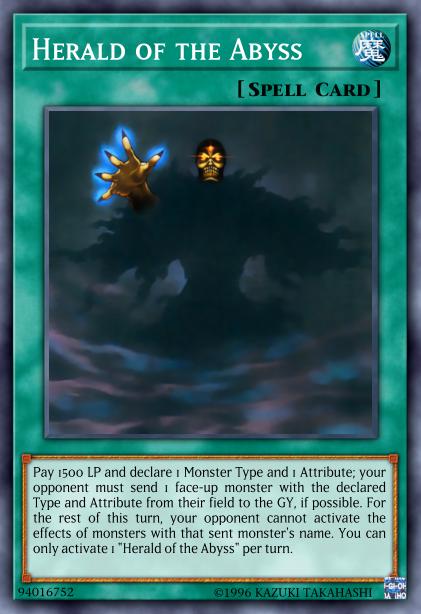 Herald of the Abyss
SPELL
魔
[ Spell Card ]
Pay 1500 LP and declare 1 Monster Type and 1 Attribute; your
opponent must send 1 face-up monster with the declared
Type and Attribute from their field to the GY, if possible. For
the rest of this turn, your opponent cannot activate the
effects of monsters with that sent monster's name. You can
only activate 1 "Herald of the Abyss" per turn.
94016752
©1996 KAZUKI TAKAHASHI